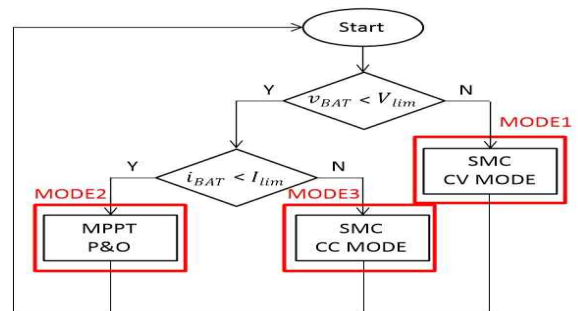 Start
Y
v_BAT < V_lim
N
MODE1
SMC
CV MODE
Y
i_BAT < I_lim
N
MODE2
MODE3
MPPT
P&O
SMC
CC MODE